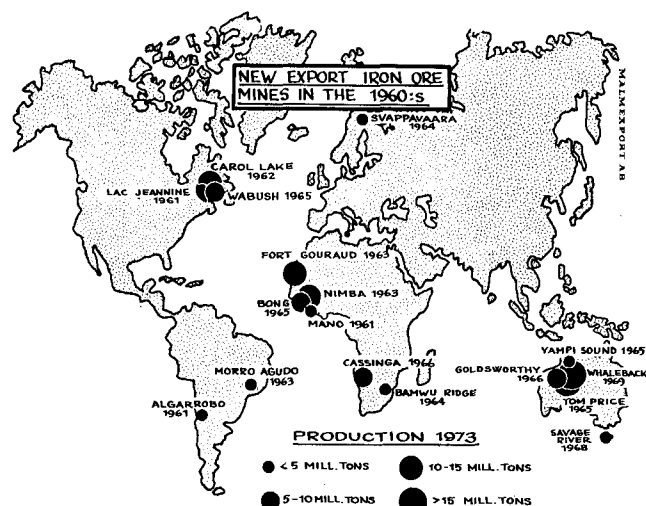 NEW EXPORT IRON ORE
MINES IN THE 1960:s
MALMEXPORT AB
SVAPPAVAARA
1964
CAROL LAKE
1962
LAC JEANNINE
1961
WABUSH 1965
FORT GOURAUD 1963
NIMBA 1963
BONG
1965
MANO 1961
CASSINGA 1966
BAMWU RIDGE
1964
MORRO AGUDO
1963
ALGARROBO
1961
YAMPI SOUND 1965
GOLDSWORTHY
1966
WHALEBACK
1969
TOM PRICE
1965
SAVAGE
RIVER
1968
PRODUCTION 1973
<5 MILL. TONS
10-15 MILL. TONS
5-10 MILL. TONS
>15 MILL. TONS